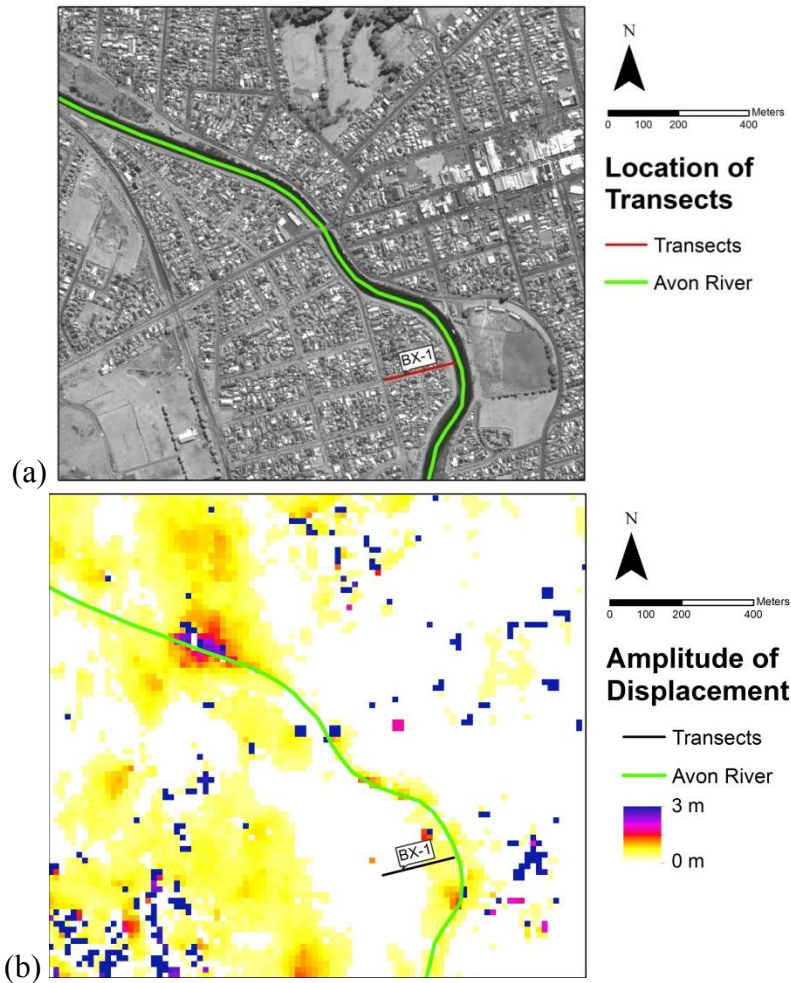 (a)
BX-1
N
0 100 200 400 Meters
Location of
Transects
Transects
Avon River
(b)
BX-1
N
0 100 200 400 Meters
Amplitude of
Displacement
Transects
Avon River
3 m
0 m